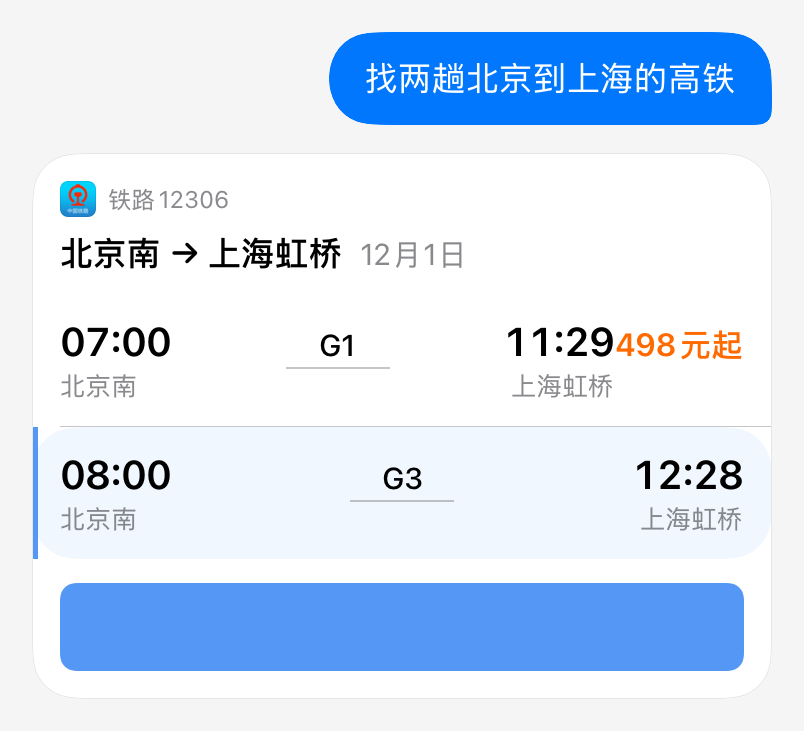 找两趟北京到上海的高铁
铁路12306
北京南 → 上海虹桥 12月1日
07:00 G1 11:29 498元起
北京南 上海虹桥
08:00 G3 12:28
北京南 上海虹桥